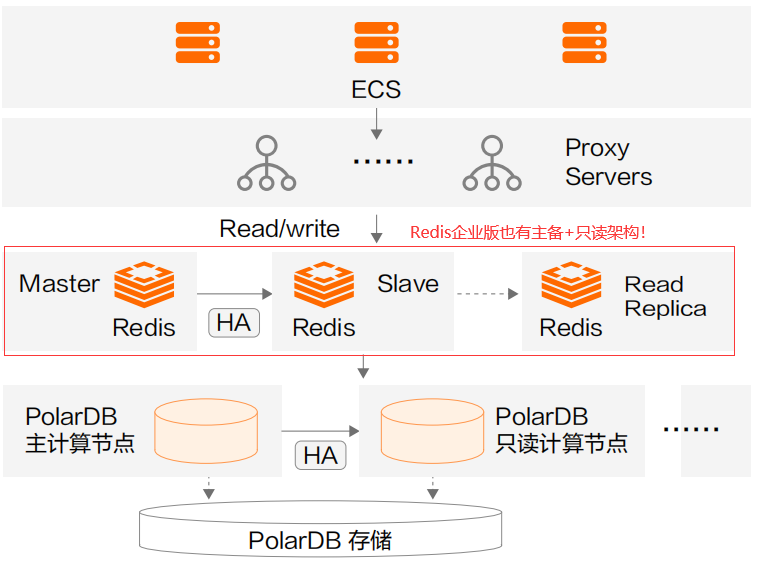 ECS
......
Proxy
Servers
Read/write
Redis企业版也有主备+只读架构!
Master
Redis
HA
Redis
Slave
Redis
Read
Replica
PolarDB
主计算节点
HA
PolarDB
只读计算节点
......
PolarDB 存储